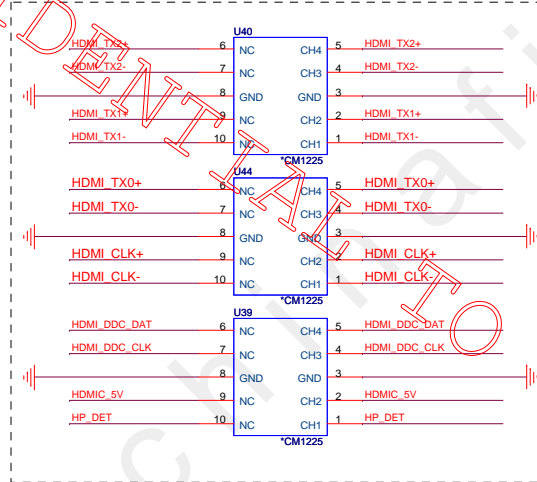 U40
HDMI_TX2+ 6 NC CH4 5 HDMI_TX2+
HDMI_TX2- 7 NC CH3 4 HDMI_TX2-
8 GND GND 3
HDMI_TX1+ 9 NC CH2 2 HDMI_TX1+
HDMI_TX1- 10 NC CH1 1 HDMI_TX1-
*CM1225
U44
HDMI_TX0+ 6 NC CH4 5 HDMI_TX0+
HDMI_TX0- 7 NC CH3 4 HDMI_TX0-
8 GND GND 3
HDMI_CLK+ 9 NC CH2 2 HDMI_CLK+
HDMI_CLK- 10 NC CH1 1 HDMI_CLK-
*CM1225
U39
HDMI_DDC_DAT 6 NC CH4 5 HDMI_DDC_DAT
HDMI_DDC_CLK 7 NC CH3 4 HDMI_DDC_CLK
8 GND GND 3
HDMIC_5V 9 NC CH2 2 HDMIC_5V
HP_DET 10 NC CH1 1 HP_DET
*CM1225
DENTIAL TO
chinafi